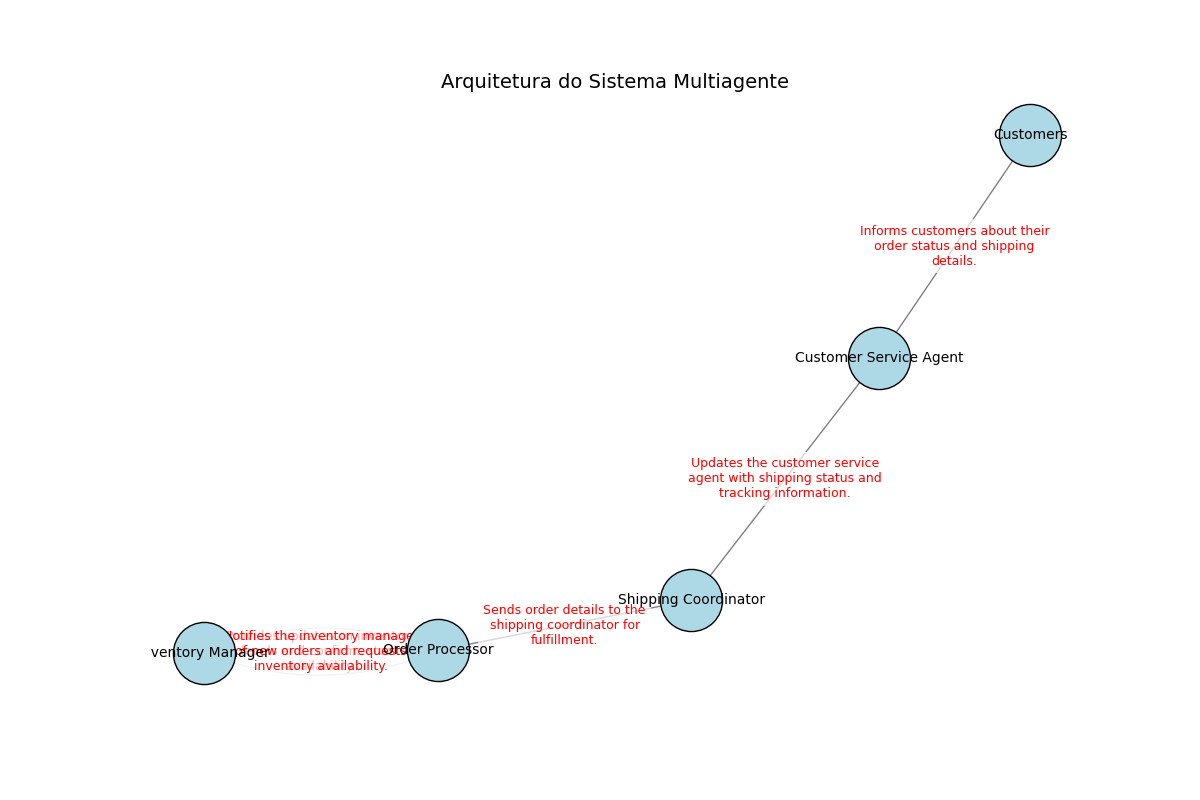 Arquitetura do Sistema Multiagente
Customers
Informs customers about their
order status and shipping
details.
Customer Service Agent
Updates the customer service
agent with shipping status and
tracking information.
Shipping Coordinator
Sends order details to the
shipping coordinator for
fulfillment.
Order Processor
otifies the inventory manage
of new orders and requests
inventory availability.
ventory Manager